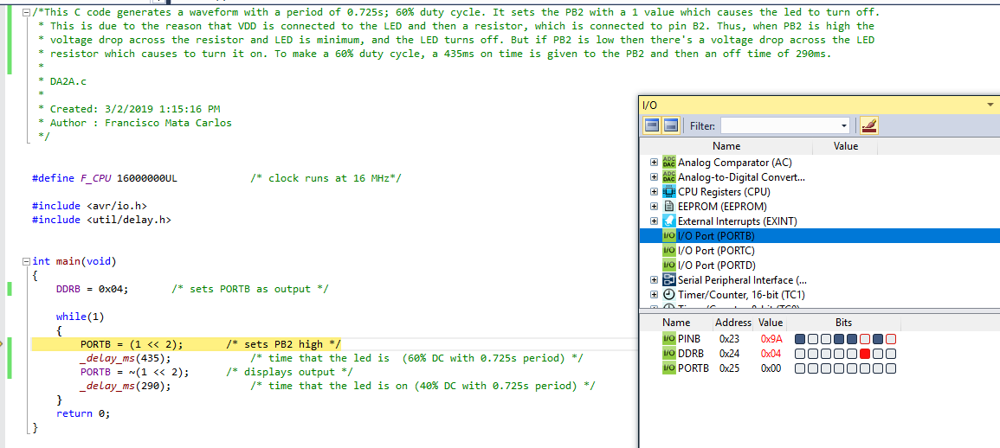 /*This C code generates a waveform with a period of 0.725s; 60% duty cycle. It sets the PB2 with a 1 value which causes the led to turn off.
* This is due to the reason that VDD is connected to the LED and then a resistor, which is connected to pin B2. Thus, when PB2 is high the
* voltage drop across the resistor and LED is minimum, and the LED turns off. But if PB2 is low then there's a voltage drop across the LED
* resistor which causes to turn it on. To make a 60% duty cycle, a 435ms on time is given to the PB2 and then an off time of 290ms.
*
* DA2A.c
*
* Created: 3/2/2019 1:15:16 PM
* Author : Francisco Mata Carlos
*/
#define F_CPU 16000000UL /* clock runs at 16 MHz*/
#include <avr/io.h>
#include <util/delay.h>
int main(void)
{
DDRB = 0x04; /* sets PORTB as output */
while(1)
{
PORTB = (1 << 2); /* sets PB2 high */
_delay_ms(435); /* time that the led is  (60% DC with 0.725s period) */
PORTB = ~(1 << 2); /* displays output */
_delay_ms(290); /* time that the led is on (40% DC with 0.725s period) */
}
return 0;
}
I/O
Filter:
Name Value
Analog Comparator (AC)
Analog-to-Digital Convert...
CPU Registers (CPU)
EEPROM (EEPROM)
External Interrupts (EXINT)
I/O Port (PORTB)
I/O Port (PORTC)
I/O Port (PORTD)
Serial Peripheral Interface (...
Timer/Counter, 16-bit (TC1)
Name Address Value Bits
PINB 0x23 0x9A
DDRB 0x24 0x04
PORTB 0x25 0x00